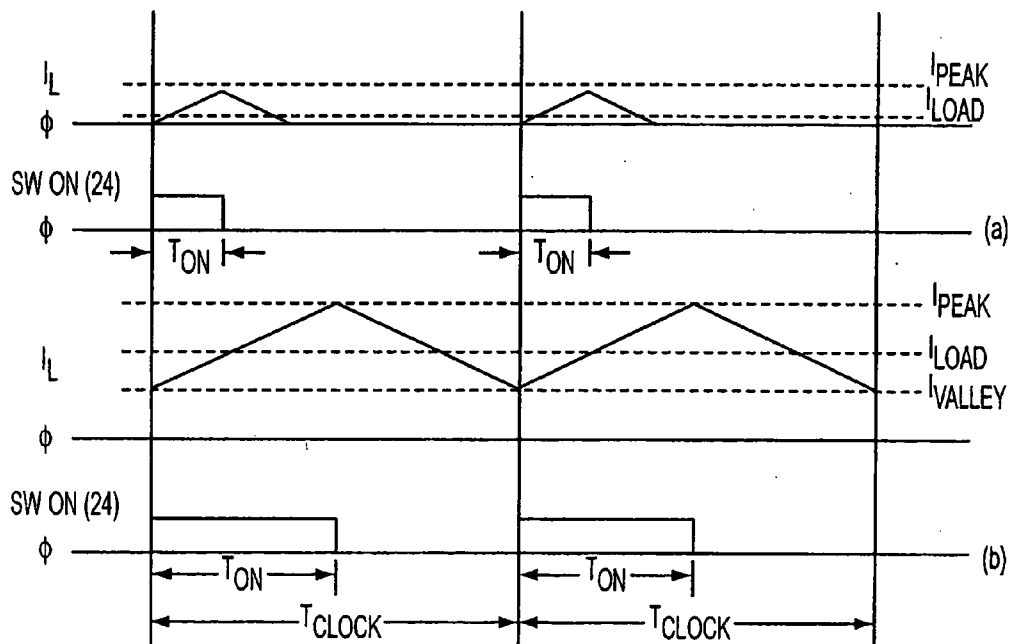 I_L
I_PEAK
I_LOAD
ϕ
SW ON (24)
ϕ
(a)
T_ON
T_ON
I_PEAK
I_L
I_LOAD
I_VALLEY
ϕ
SW ON (24)
ϕ
(b)
T_ON
T_ON
T_CLOCK
T_CLOCK